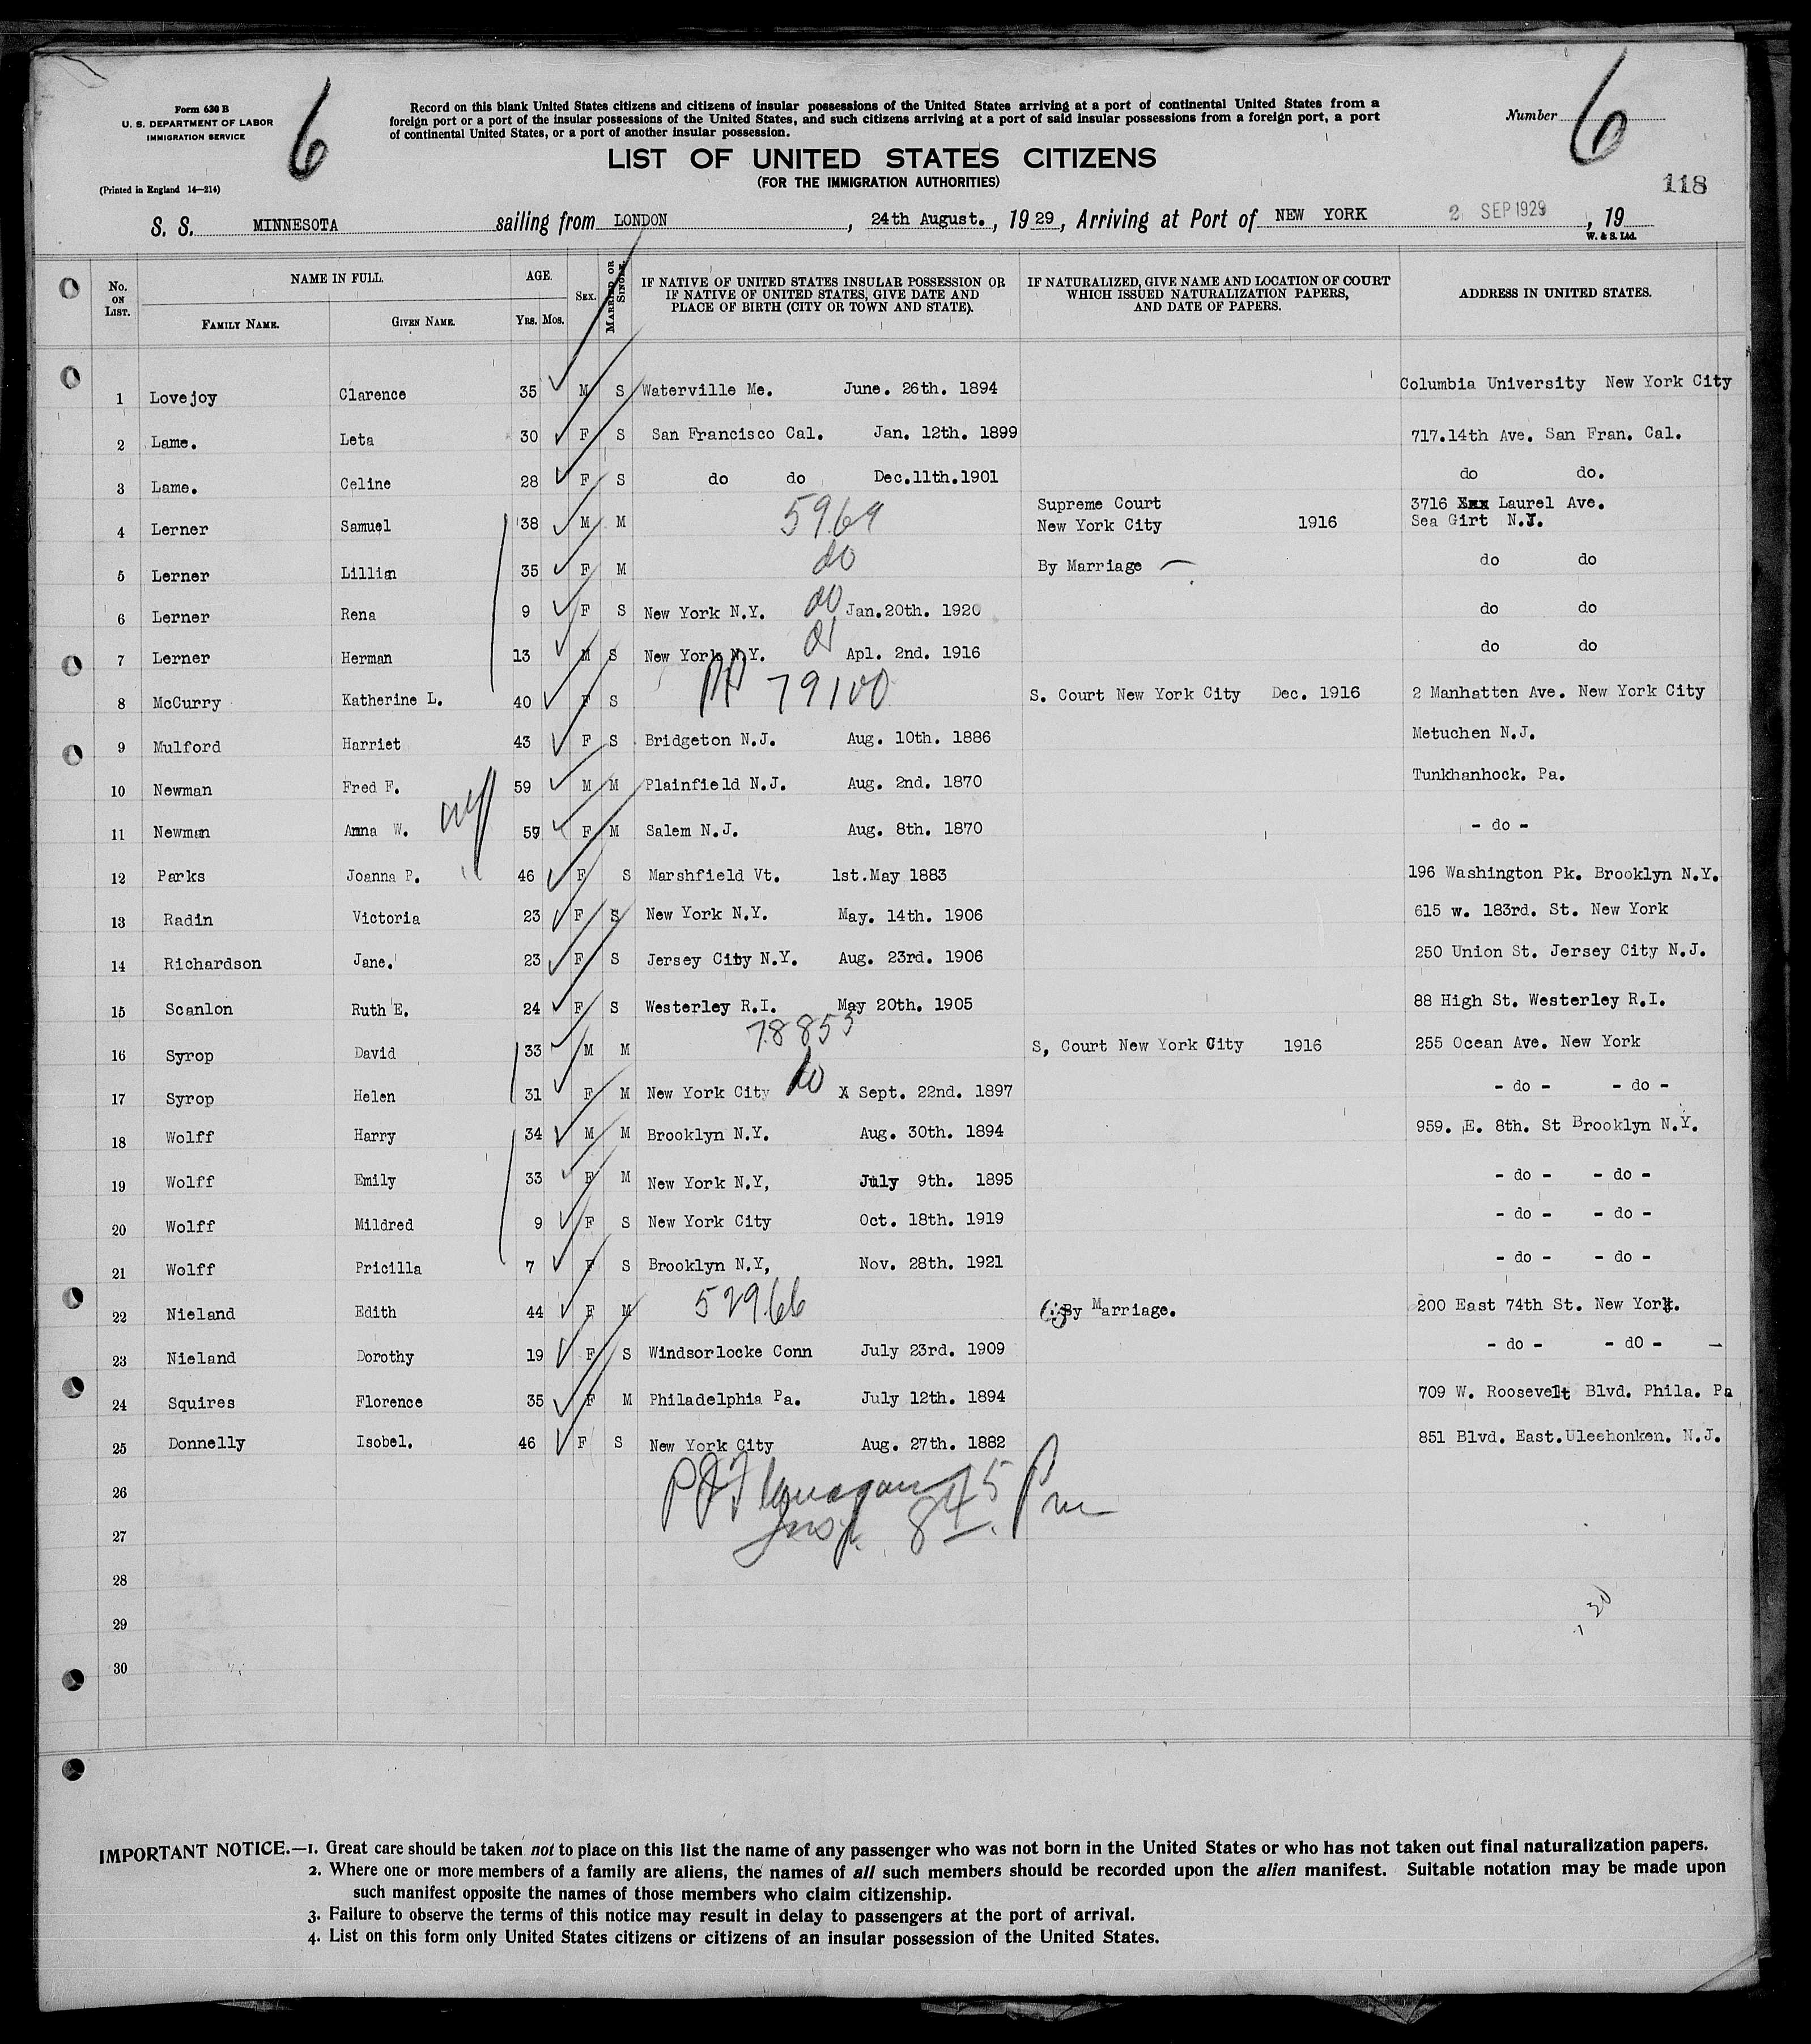 Form 630 B
U. S. DEPARTMENT OF LABOR
IMMIGRATION SERVICE
(Printed in England 14—214)
6
Record on this blank United States citizens and citizens of insular possessions of the United States arriving at a port of continental United States from a
foreign port or a port of the insular possessions of the United States, and such citizens arriving at a port of said insular possessions from a foreign port, a port
of continental United States, or a port of another insular possession.
Number 6
LIST OF UNITED STATES CITIZENS
(FOR THE IMMIGRATION AUTHORITIES)
118
S. S. MINNESOTA sailing from LONDON, 24th August., 1929, Arriving at Port of NEW YORK 2 SEP 1929, 19
W. & S. Ltd.
No. ON LIST. NAME IN FULL. AGE. SEX. MARRIED OR SINGLE. IF NATIVE OF UNITED STATES INSULAR POSSESSION OR IF NATIVE OF UNITED STATES, GIVE DATE AND PLACE OF BIRTH (CITY OR TOWN AND STATE). IF NATURALIZED, GIVE NAME AND LOCATION OF COURT WHICH ISSUED NATURALIZATION PAPERS, AND DATE OF PAPERS. ADDRESS IN UNITED STATES.
FAMILY NAME. GIVEN NAME. Yrs. Mos.
1 Lovejoy Clarence 35 M S Waterville Me. June. 26th. 1894 Columbia University New York City
2 Lame. Leta 30 F S San Francisco Cal. Jan. 12th. 1899 717.14th Ave. San Fran. Cal.
3 Lame. Celine 28 F S do do Dec.11th.1901 do do.
4 Lerner Samuel 38 M M 5969 Supreme Court New York City 1916 3716 Laurel Ave. Sea Girt N.J.
5 Lerner Lillian 35 F M do By Marriage do do
6 Lerner Rena 9 F S New York N.Y. do Jan.20th. 1920 do do
7 Lerner Herman 13 M S New York N.Y. Apl. 2nd. 1916 do do
8 McCurry Katherine L. 40 F S PP 79100 S. Court New York City Dec. 1916 2 Manhatten Ave. New York City
9 Mulford Harriet 43 F S Bridgeton N.J. Aug. 10th. 1886 Metuchen N.J.
10 Newman Fred F. 59 M M Plainfield N.J. Aug. 2nd. 1870 Tunkhanhock. Pa.
11 Newman Anna W. 59 F M Salem N.J. Aug. 8th. 1870 - do -
12 Parks Joanna P. 46 F S Marshfield Vt. 1st.May 1883 196 Washington Pk. Brooklyn N.Y.
13 Radin Victoria 23 F S New York N.Y. May. 14th. 1906 615 w. 183rd. St. New York
14 Richardson Jane. 23 F S Jersey City N.Y. Aug. 23rd. 1906 250 Union St. Jersey City N.J.
15 Scanlon Ruth E. 24 F S Westerley R.I. May 20th. 1905 88 High St. Westerley R.I.
16 Syrop David 33 M M 78855 S, Court New York City 1916 255 Ocean Ave. New York
17 Syrop Helen 31 F M New York City do X Sept. 22nd. 1897 - do - - do -
18 Wolff Harry 34 M M Brooklyn N.Y. Aug. 30th. 1894 959. E. 8th. St Brooklyn N.Y.
19 Wolff Emily 33 F M New York N.Y, July 9th. 1895 - do - - do -
20 Wolff Mildred 9 F S New York City Oct. 18th. 1919 - do - - do -
21 Wolff Pricilla 7 F S Brooklyn N.Y, Nov. 28th. 1921 - do - - do -
22 Nieland Edith 44 F M 52966 By Marriage. 200 East 74th St. New York.
23 Nieland Dorothy 19 F S Windsorlocke Conn July 23rd. 1909 - do - - dO -
24 Squires Florence 35 F M Philadelphia Pa. July 12th. 1894 709 W. Roosevelt Blvd. Phila. Pa
25 Donnelly Isobel. 46 F S New York City Aug. 27th. 1882 851 Blvd. East.Uleehonken. N.J.
26 Flanagan
27 Insp. 845 Pm
28
29
30
IMPORTANT NOTICE.—1. Great care should be taken not to place on this list the name of any passenger who was not born in the United States or who has not taken out final naturalization papers.
2. Where one or more members of a family are aliens, the names of all such members should be recorded upon the alien manifest. Suitable notation may be made upon
such manifest opposite the names of those members who claim citizenship.
3. Failure to observe the terms of this notice may result in delay to passengers at the port of arrival.
4. List on this form only United States citizens or citizens of an insular possession of the United States.